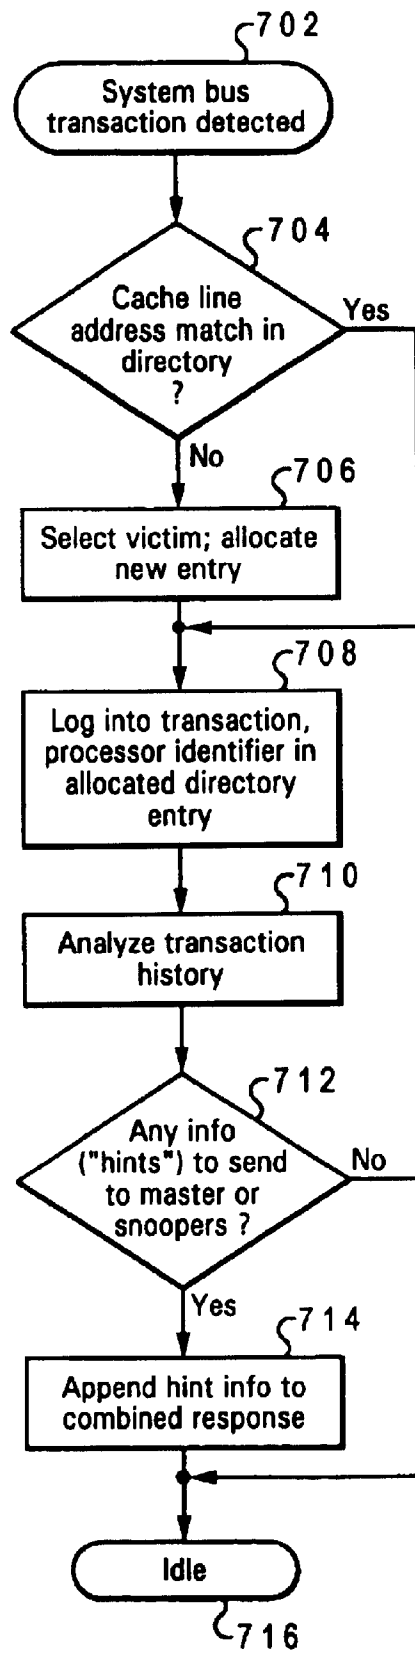 702
System bus
transaction detected
704
Cache line
address match in
directory
?
Yes
No
706
Select victim; allocate
new entry
708
Log into transaction,
processor identifier in
allocated directory
entry
710
Analyze transaction
history
712
Any info
("hints") to send
to master or
snoopers ?
No
Yes
714
Append hint info to
combined response
Idle
716